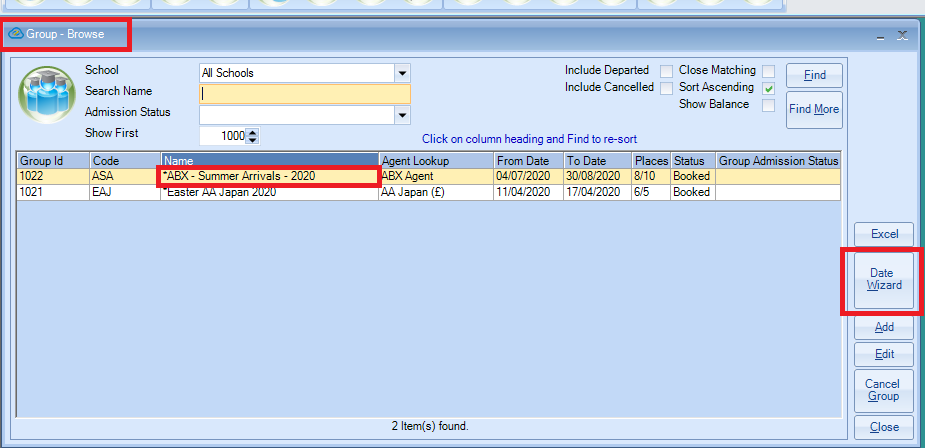 Group - Browse
School
All Schools
Include Departed
Close Matching
Find
Search Name
Include Cancelled
Sort Ascending
Admission Status
Show Balance
Find More
Show First
1000
Click on column heading and Find to re-sort
Group Id Code Name Agent Lookup From Date To Date Places Status Group Admission Status
1022 ASA *ABX - Summer Arrivals - 2020 ABX Agent 04/07/2020 30/08/2020 8/10 Booked
1021 EAJ *Easter AA Japan 2020 AA Japan (£) 11/04/2020 17/04/2020 6/5 Booked
Excel
Date
Wizard
Add
Edit
Cancel
Group
Close
2 Item(s) found.